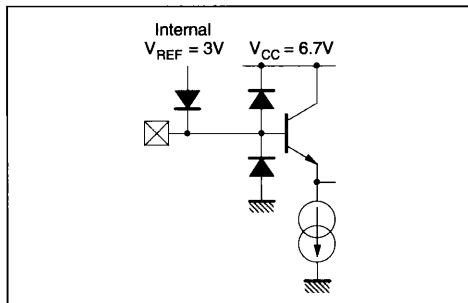 Internal
V_REF = 3V
V_CC = 6.7V